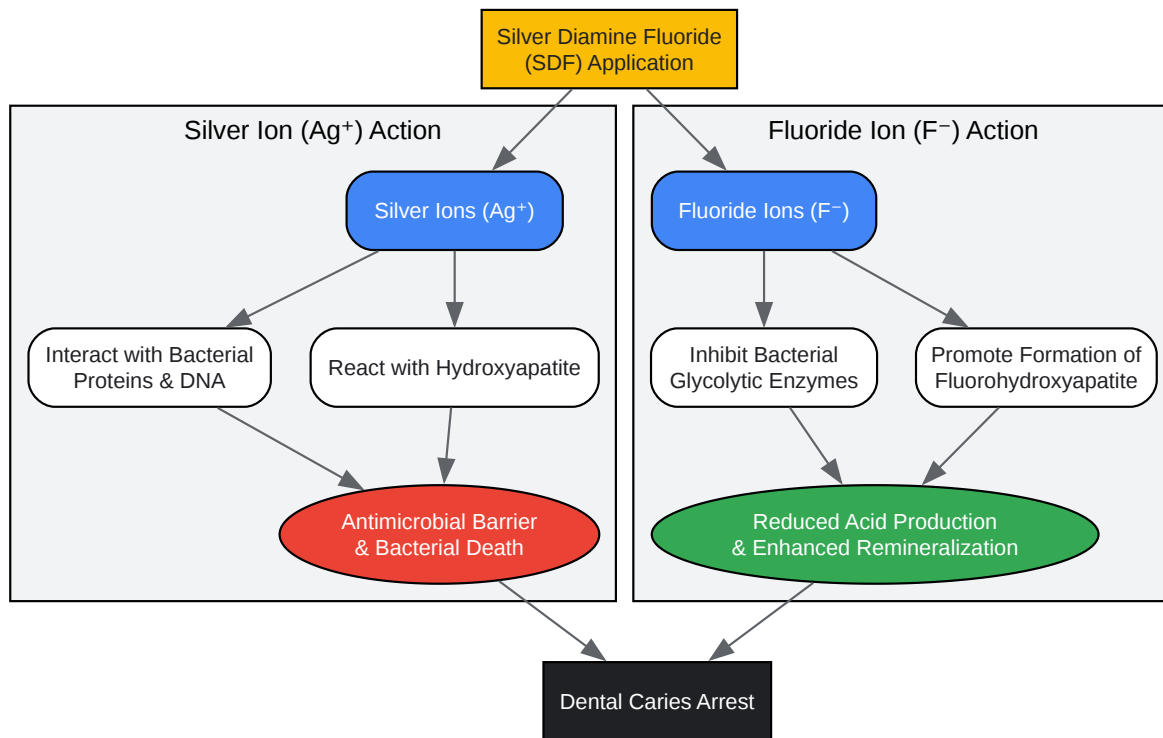 Silver Diamine Fluoride
(SDF) Application
Silver Ion (Ag⁺) Action
Fluoride Ion (F⁻) Action
Silver Ions (Ag⁺)
Fluoride Ions (F⁻)
Interact with Bacterial
Proteins & DNA
React with Hydroxyapatite
Inhibit Bacterial
Glycolytic Enzymes
Promote Formation of
Fluorohydroxyapatite
Antimicrobial Barrier
& Bacterial Death
Reduced Acid Production
& Enhanced Remineralization
Dental Caries Arrest